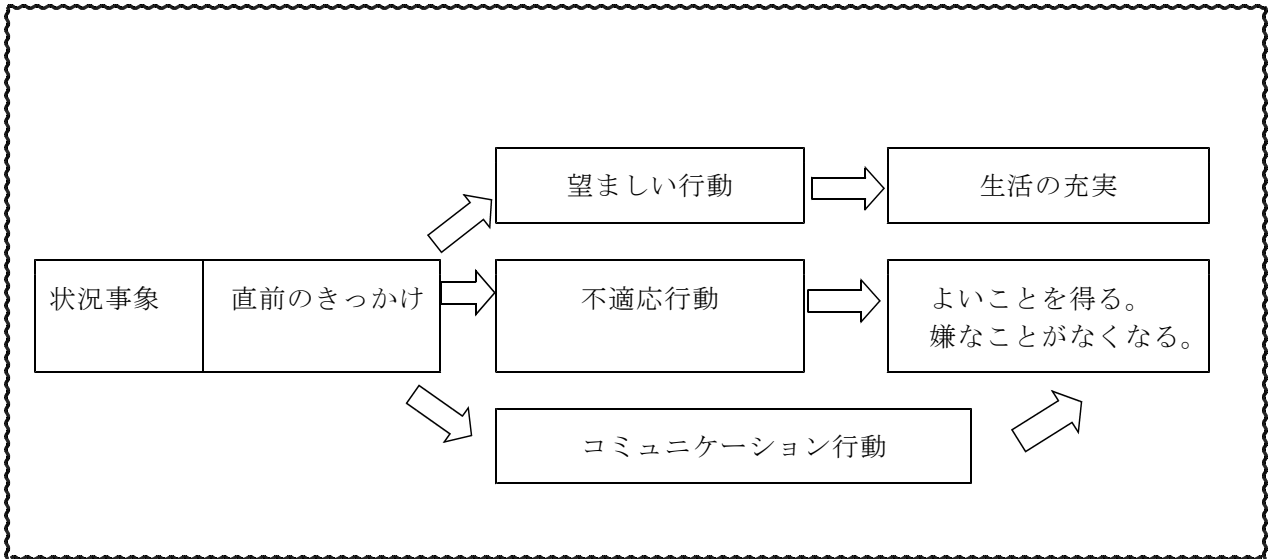 望ましい行動
生活の充実
状況事象
直前のきっかけ
不適応行動
よいことを得る。
嫌なことがなくなる。
コミュニケーション行動